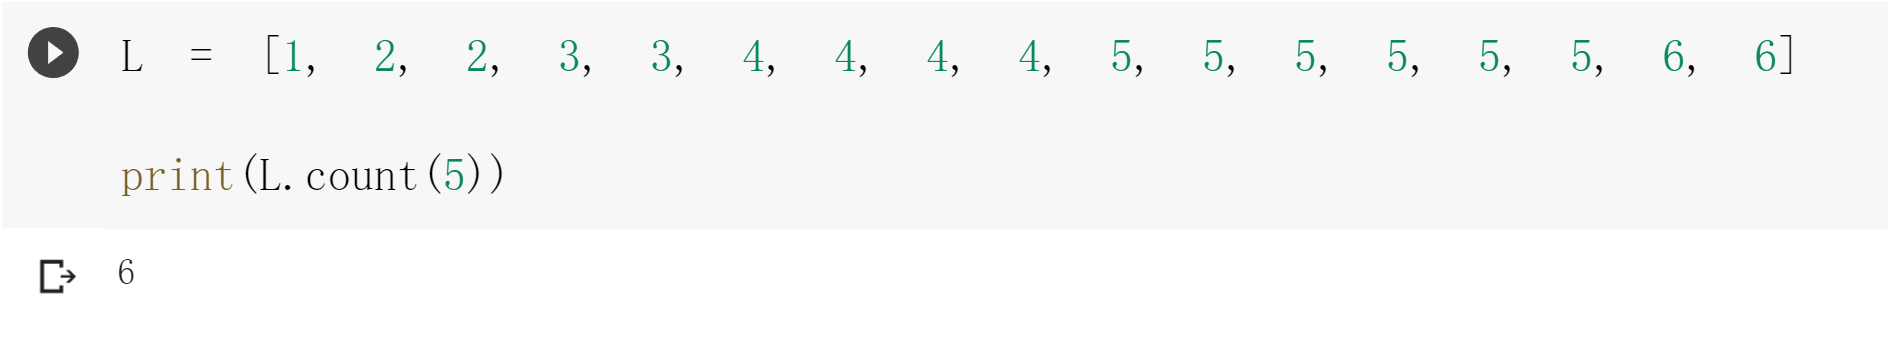 L = [1, 2, 2, 3, 3, 4, 4, 4, 4, 5, 5, 5, 5, 5, 5, 6, 6]
print(L.count(5))
6